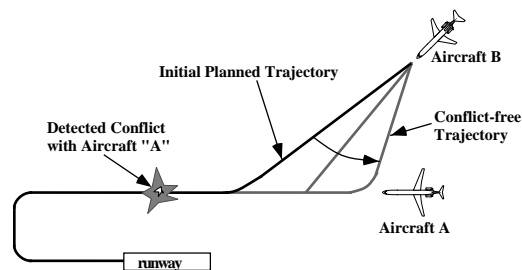 Aircraft B
Initial Planned Trajectory
Conflict-free
Trajectory
Detected Conflict
with Aircraft "A"
Aircraft A
runway